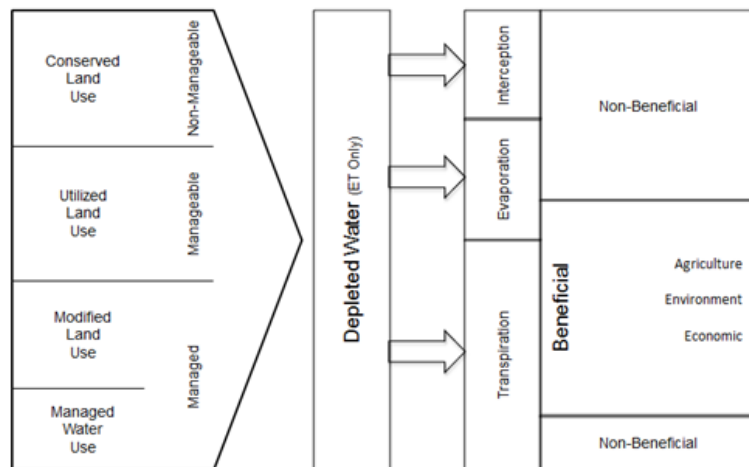 Conserved
Land
Use
Non-Manageable
Utilized
Land
Use
Manageable
Modified
Land
Use
Managed
Managed
Water
Use
Depleted Water (ET Only)
Interception
Evaporation
Transpiration
Non-Beneficial
Beneficial
Agriculture
Environment
Economic
Non-Beneficial